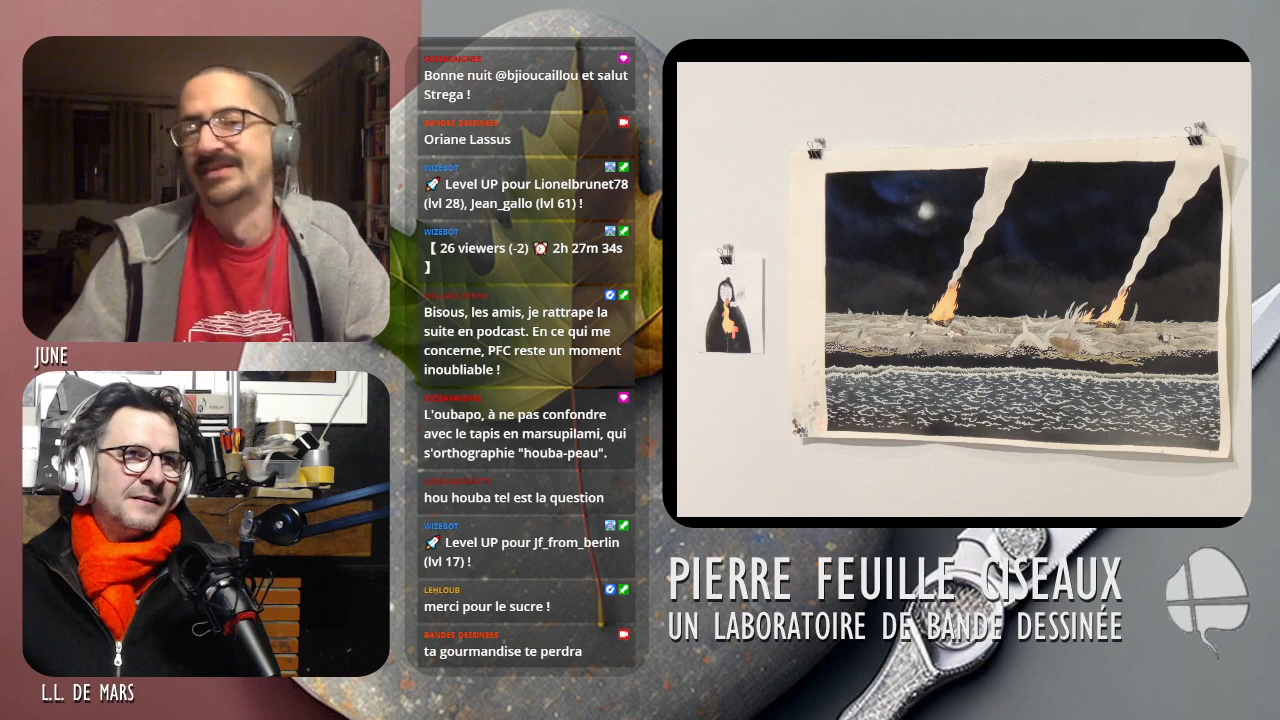 JUNE
L.L. DE MARS
Bonne nuit @bjioucaillou et salut
Strega !
BANDES DESSINEES
Oriane Lassus
WIZEBOT
🚀 Level UP pour Lionelbrunet78
(lvl 28), Jean_gallo (lvl 61) !
WIZEBOT
【 26 viewers (-2) ⏰ 2h 27m 34s
】
Bisous, les amis, je rattrape la
suite en podcast. En ce qui me
concerne, PFC reste un moment
inoubliable !
L'oubapo, à ne pas confondre
avec le tapis en marsupilami, qui
s'orthographie "houba-peau".
hou houba tel est la question
WIZEBOT
🚀 Level UP pour Jf_from_berlin
(lvl 17) !
LEHLOUB
merci pour le sucre !
BANDES DESSINEES
ta gourmandise te perdra
PIERRE FEUILLE CISEAUX
UN LABORATOIRE DE BANDE DESSINÉE